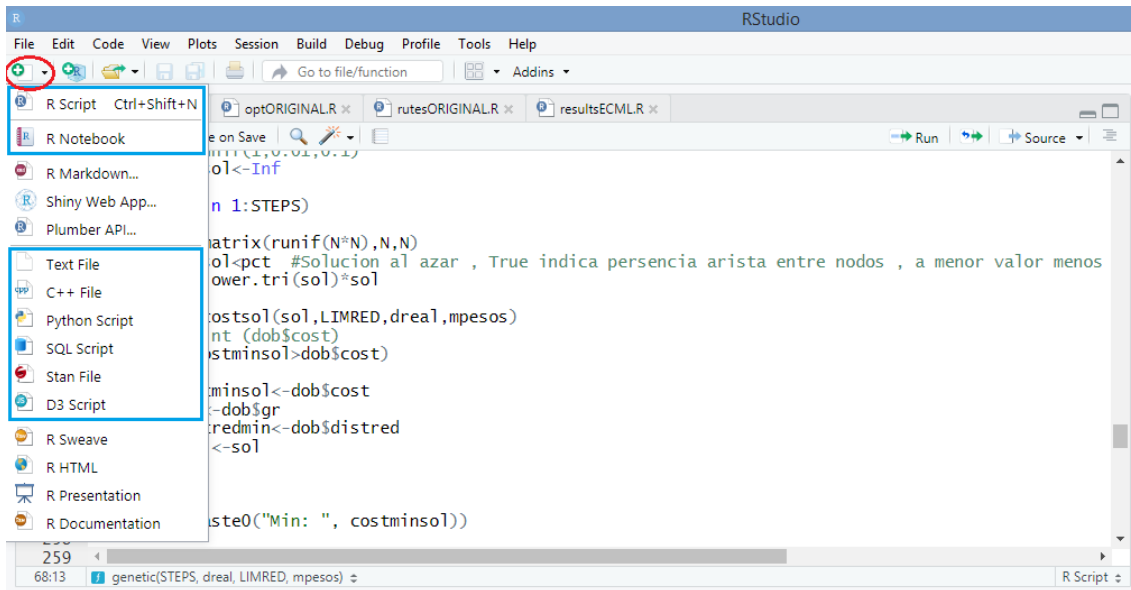 RStudio
File Edit Code View Plots Session Build Debug Profile Tools Help
Go to file/function Addins
R Script Ctrl+Shift+N
R Notebook
R Markdown...
Shiny Web App...
Plumber API...
Text File
C++ File
Python Script
SQL Script
Stan File
D3 Script
R Sweave
R HTML
R Presentation
R Documentation
optORIGINAL.R rutesORIGINAL.R resultsECML.R
e on Save Run Source
ol<-Inf
n 1:STEPS)
matrix(runif(N*N),N,N)
ol<pct #Solucion al azar , True indica persencia arista entre nodos , a menor valor menos
ower.tri(sol)*sol
ostsol(sol,LIMRED,dreal,mpesos)
nt (dob$cost)
ostminsol>dob$cost)
minsol<-dob$cost
<-dob$gr
redmin<-dob$distred
<-sol
aste0("Min: ", costminsol))
259
68:13 genetic(STEPS, dreal, LIMRED, mpesos) R Script